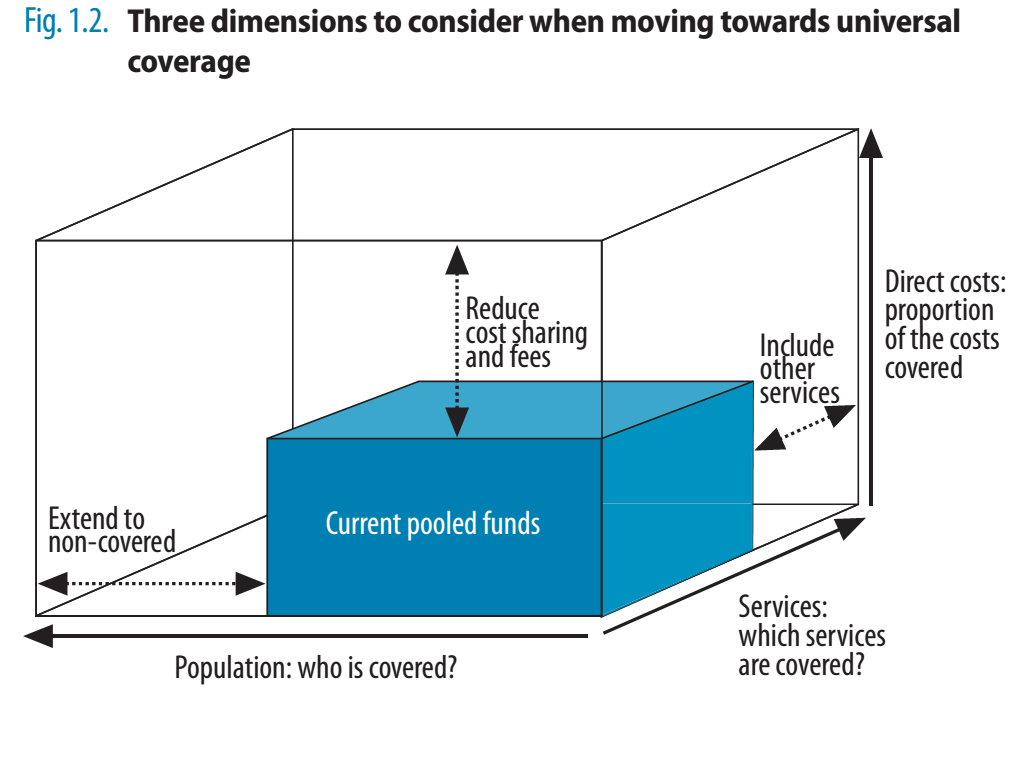 Fig. 1.2. Three dimensions to consider when moving towards universal
coverage
Reduce
cost sharing
and fees
Direct costs:
proportion
of the costs
covered
Include
other
services
Extend to
non-covered
Current pooled funds
Services:
which services
are covered?
Population: who is covered?